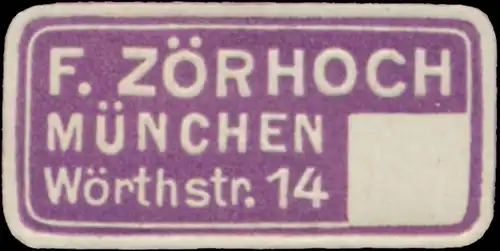 F. ZÖRHOCH
MÜNCHEN
Wörthstr. 14